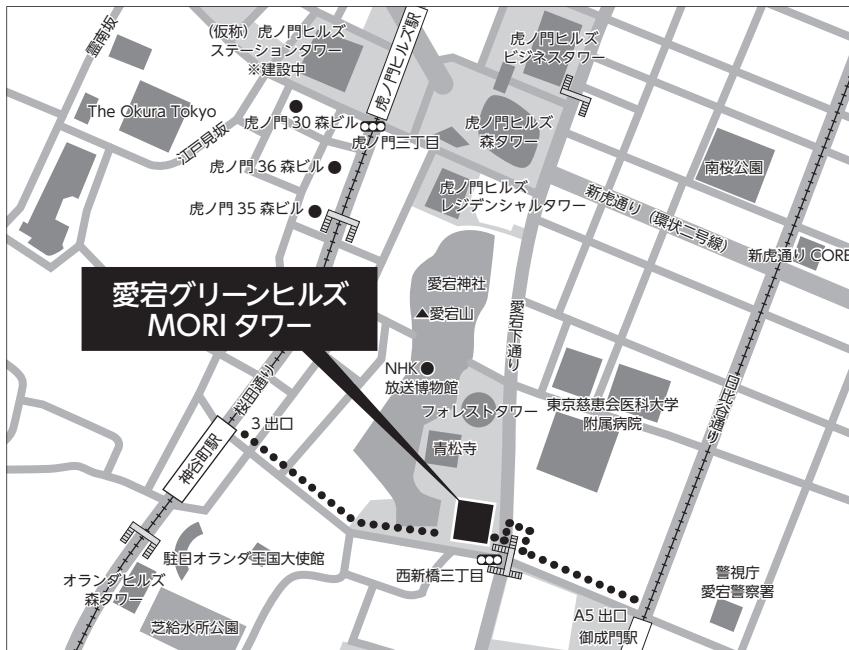 霊南坂
(仮称)虎ノ門ヒルズ
ステーションタワー
※建設中
虎ノ門ヒルズ駅
虎ノ門ヒルズ
ビジネスタワー
The Okura Tokyo
江戸見坂
虎ノ門 30 森ビル
虎ノ門三丁目
虎ノ門ヒルズ
森タワー
虎ノ門 36 森ビル
南桜公園
虎ノ門 35 森ビル
虎ノ門ヒルズ
レジデンシャルタワー
新虎通り(環状二号線)
新虎通り CORE
愛宕グリーンヒルズ
MORI タワー
愛宕神社
▲愛宕山
愛宕下通り
NHK
放送博物館
フォレストタワー
東京慈恵会医科大学
附属病院
日比谷通り
桜田通り
3 出口
神谷町駅
青松寺
駐日オランダ王国大使館
オランダヒルズ
森タワー
芝給水所公園
西新橋三丁目
警視庁
愛宕警察署
A5 出口
御成門駅